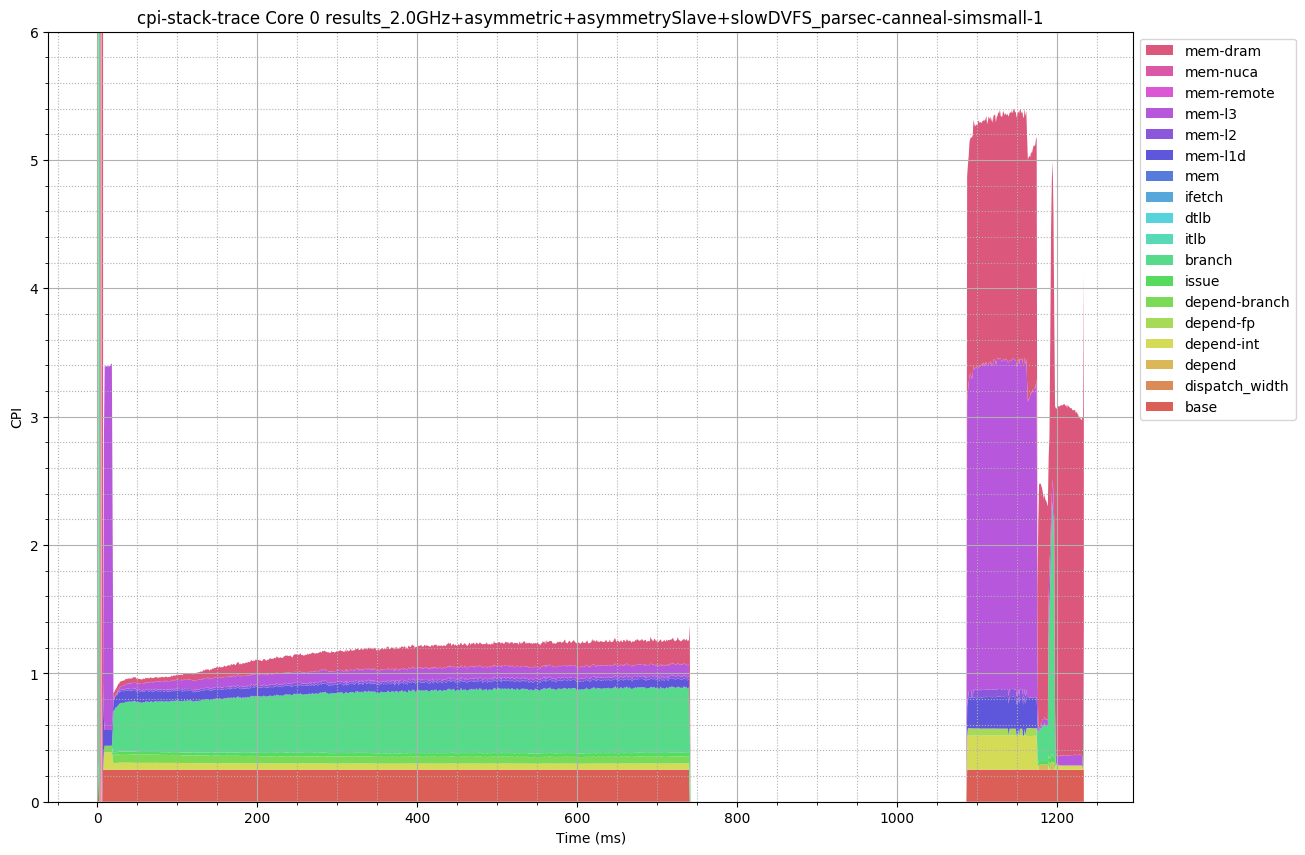 cpi-stack-trace Core 0 results_2.0GHz+asymmetric+asymmetrySlave+slowDVFS_parsec-canneal-simsmall-1
CPI
6
5
4
3
2
1
0
0 200 400 600 800 1000 1200
Time (ms)
mem-dram
mem-nuca
mem-remote
mem-l3
mem-l2
mem-l1d
mem
ifetch
dtlb
itlb
branch
issue
depend-branch
depend-fp
depend-int
depend
dispatch_width
base